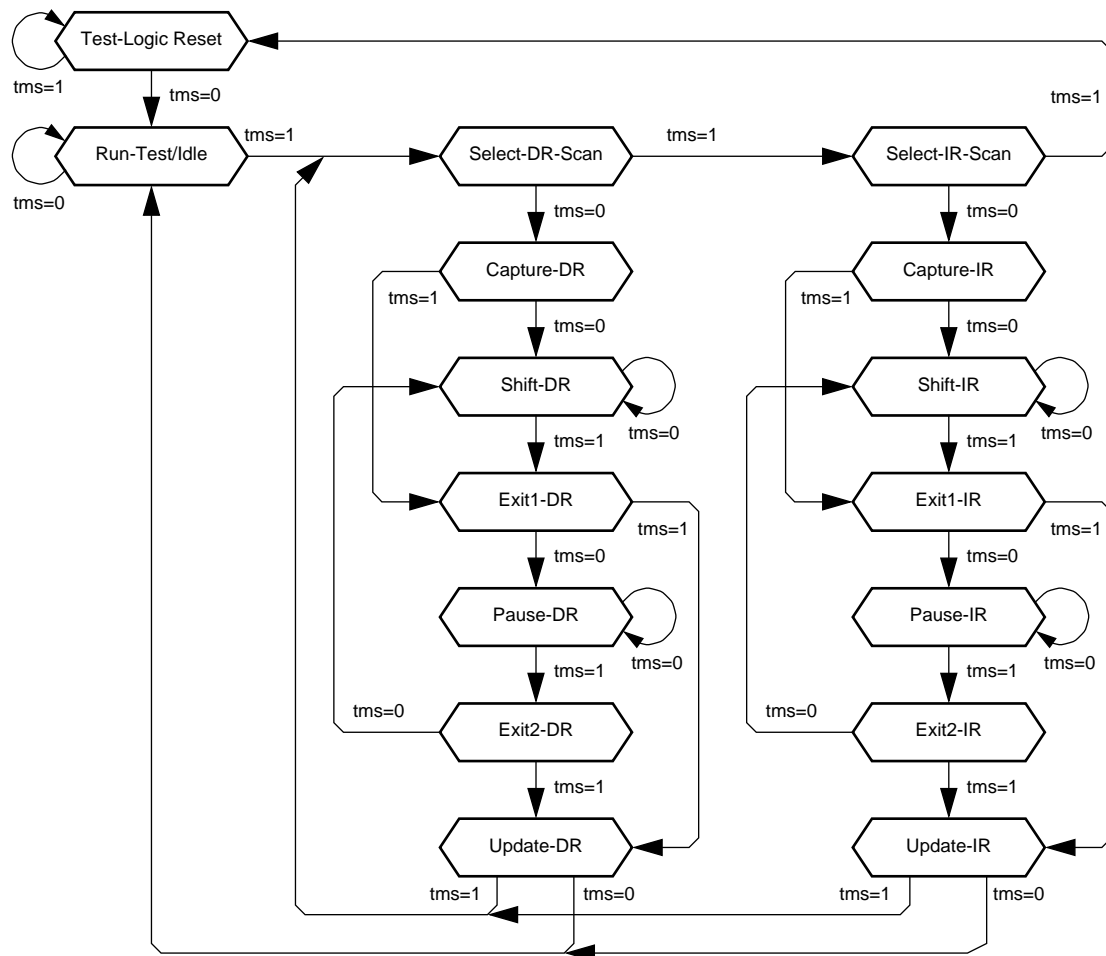 Test-Logic Reset
tms=1
tms=0
tms=1
Run-Test/Idle
tms=1
Select-DR-Scan
tms=1
Select-IR-Scan
tms=0
tms=0
tms=0
Capture-DR
Capture-IR
tms=1
tms=1
tms=0
tms=0
Shift-DR
Shift-IR
tms=1
tms=0
tms=1
tms=0
Exit1-DR
Exit1-IR
tms=1
tms=1
tms=0
tms=0
Pause-DR
Pause-IR
tms=1
tms=0
tms=1
tms=0
tms=0
Exit2-DR
tms=0
Exit2-IR
tms=1
tms=1
Update-DR
Update-IR
tms=1
tms=0
tms=1
tms=0